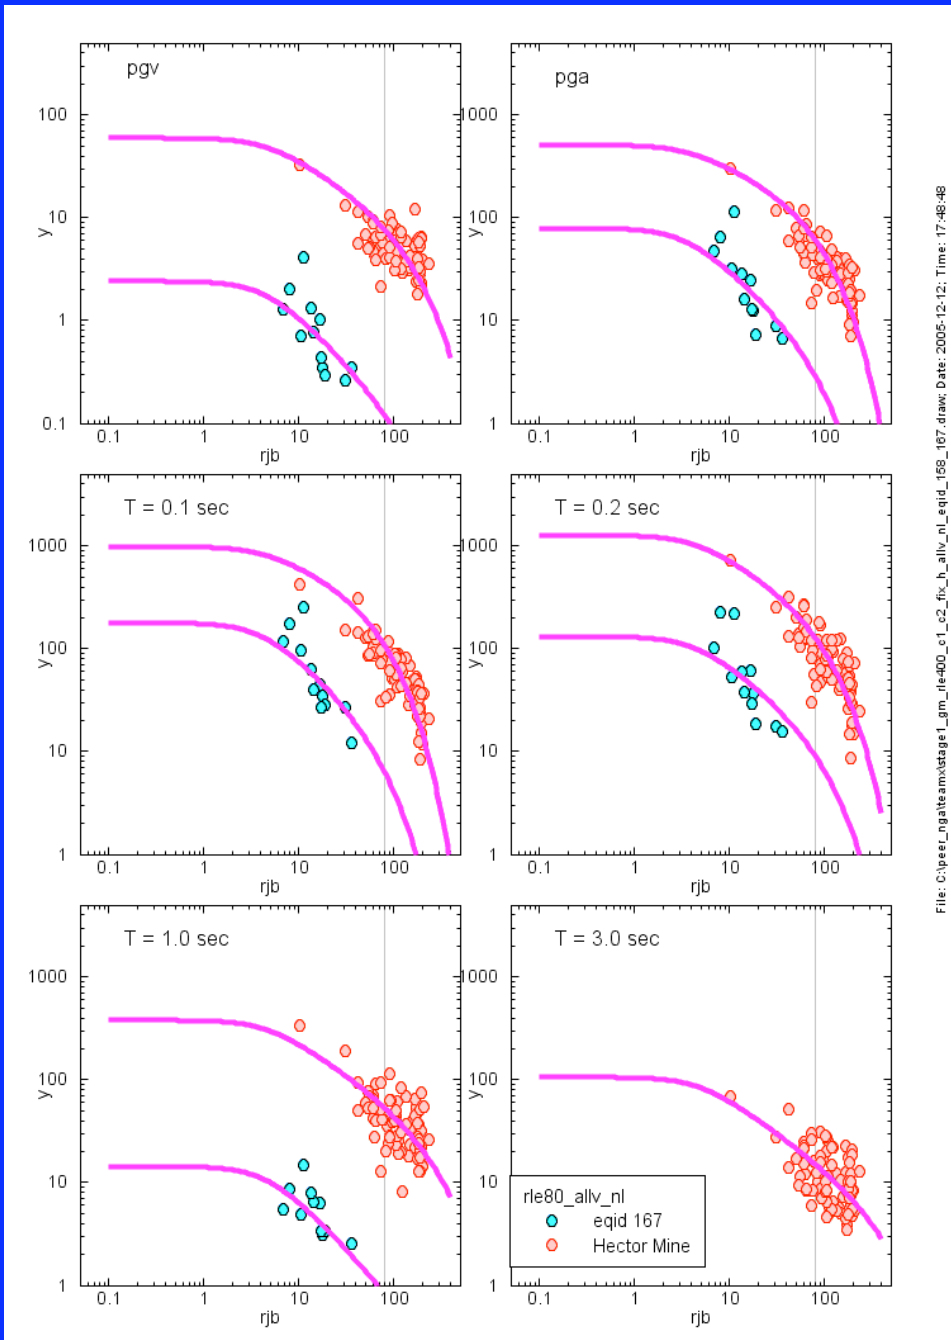 pgv
100
10
1
0.1
y
0.1 1 10 100
rjb
pga
1000
100
10
1
y
0.1 1 10 100
rjb
T = 0.1 sec
1000
100
10
1
y
0.1 1 10 100
rjb
T = 0.2 sec
1000
100
10
1
y
0.1 1 10 100
rjb
T = 1.0 sec
1000
100
10
1
y
0.1 1 10 100
rjb
T = 3.0 sec
1000
100
10
1
y
0.1 1 10 100
rjb
rle80_allv_nl
eqid 167
Hector Mine
File: C:\peer_nga\teamx\stage1_gm_rle400_c1_c2_fix_h_allv_nl_eqid_158_167.draw; Date: 2005-12-12; Time: 17:48:48